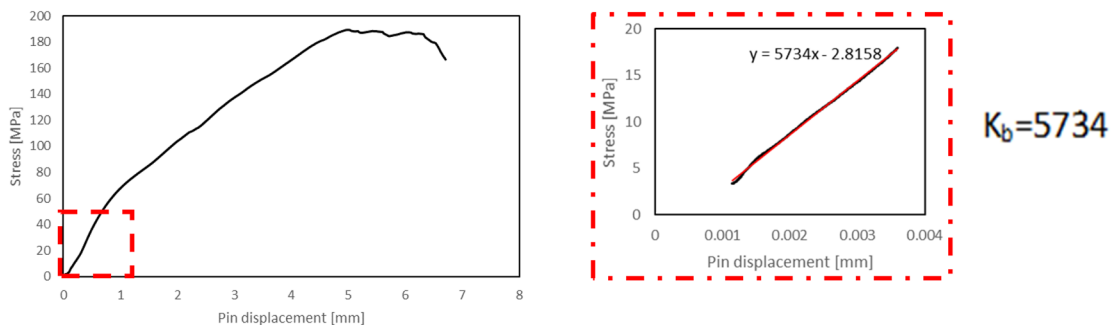 Stress [MPa]
200
180
160
140
120
100
80
60
40
20
0
0 1 2 3 4 5 6 7 8
Pin displacement [mm]
Stress [MPa]
20
15
10
5
0
y = 5734x - 2.8158
0 0.001 0.002 0.003 0.004
Pin displacement [mm]
K_b=5734